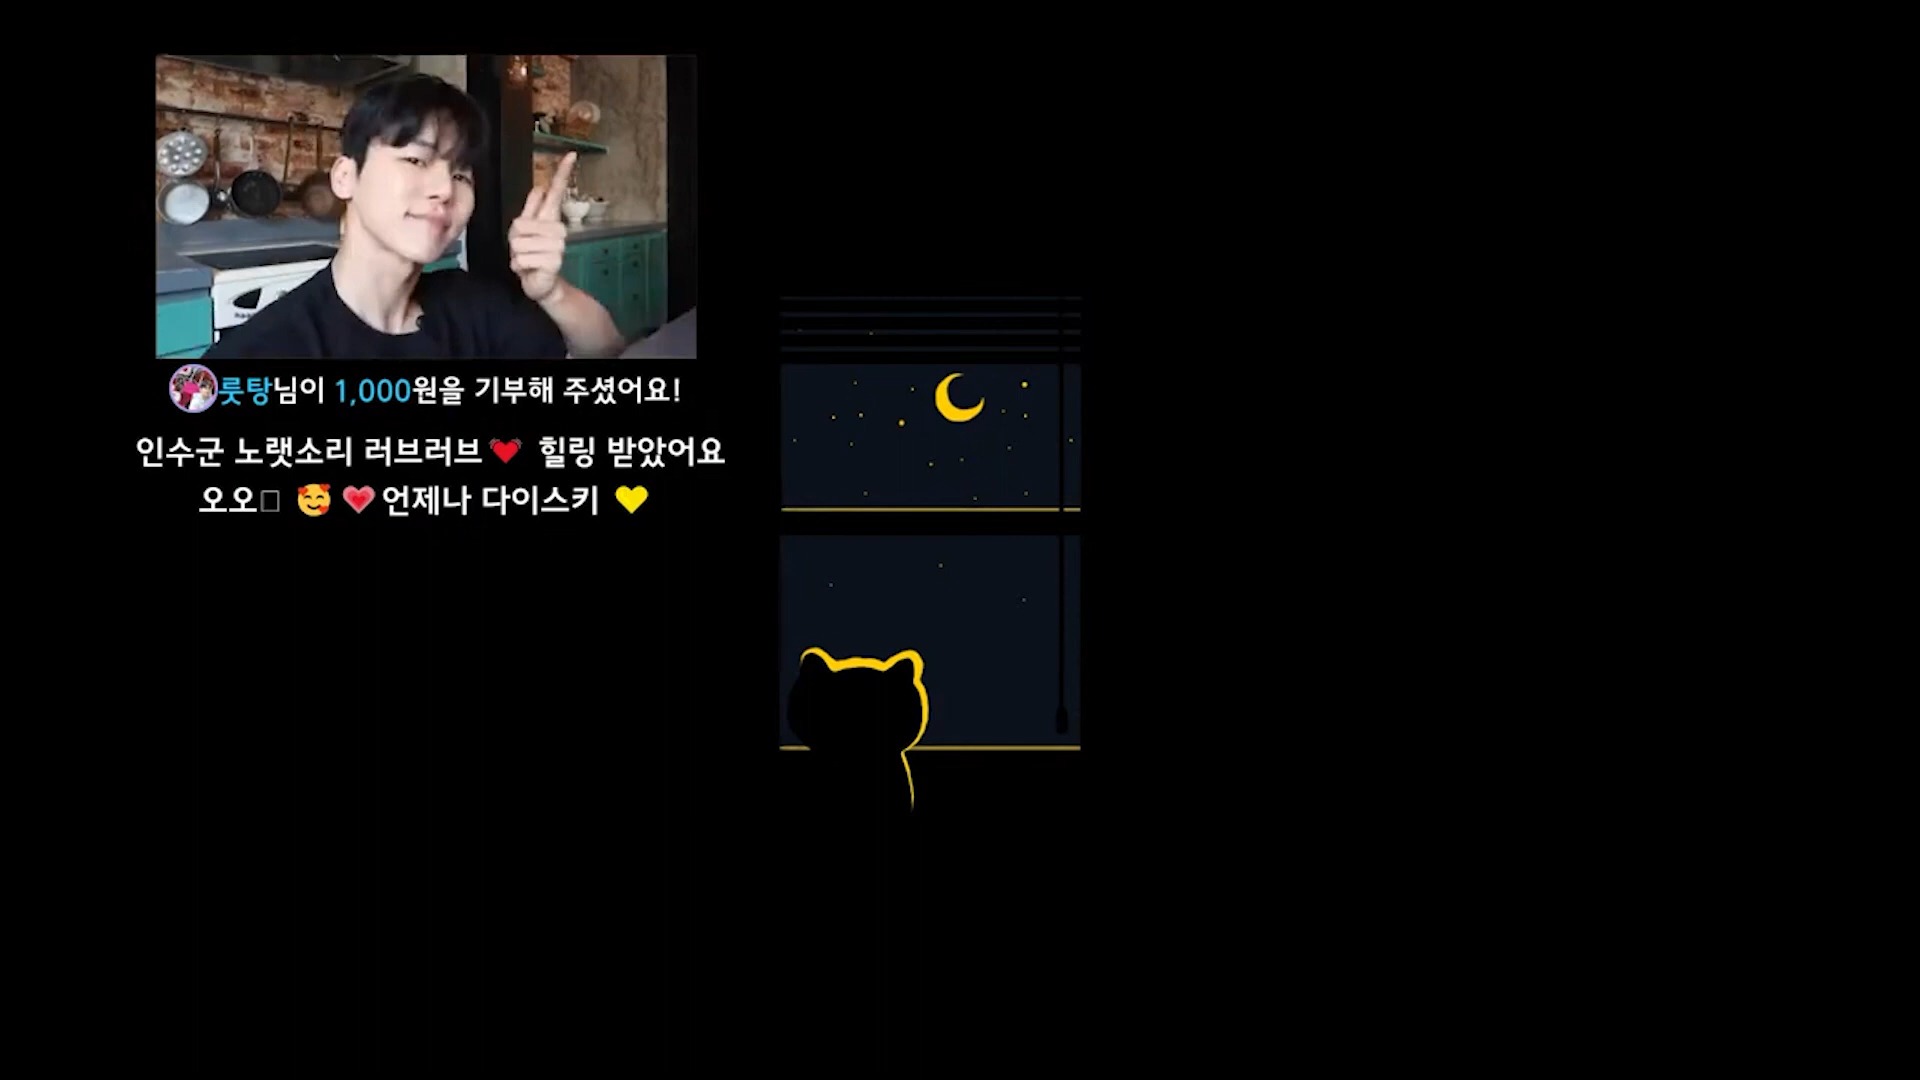 룻탕님이 1,000원을 기부해 주셨어요!
인수군 노랫소리 러브러브💓 힐링 받았어요
오오□ 🥰 💗언제나 다이스키 💛